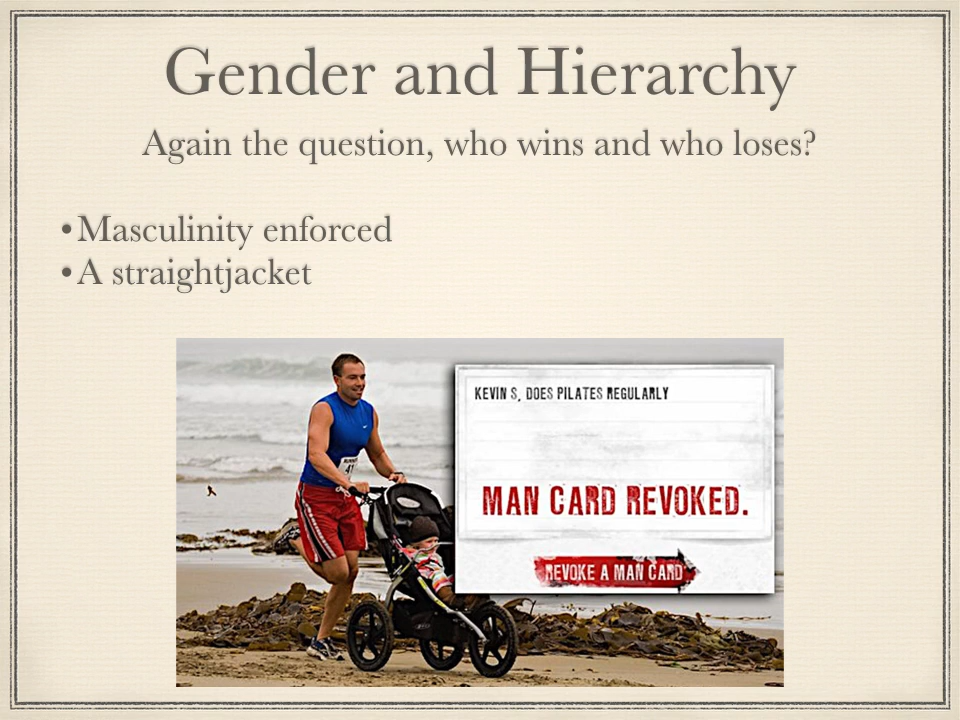 Gender and Hierarchy
Again the question, who wins and who loses?
•Masculinity enforced
•A straightjacket
KEVIN S, DOES PILATES REGULARLY
MAN CARD REVOKED.
REVOKE A MAN CARD